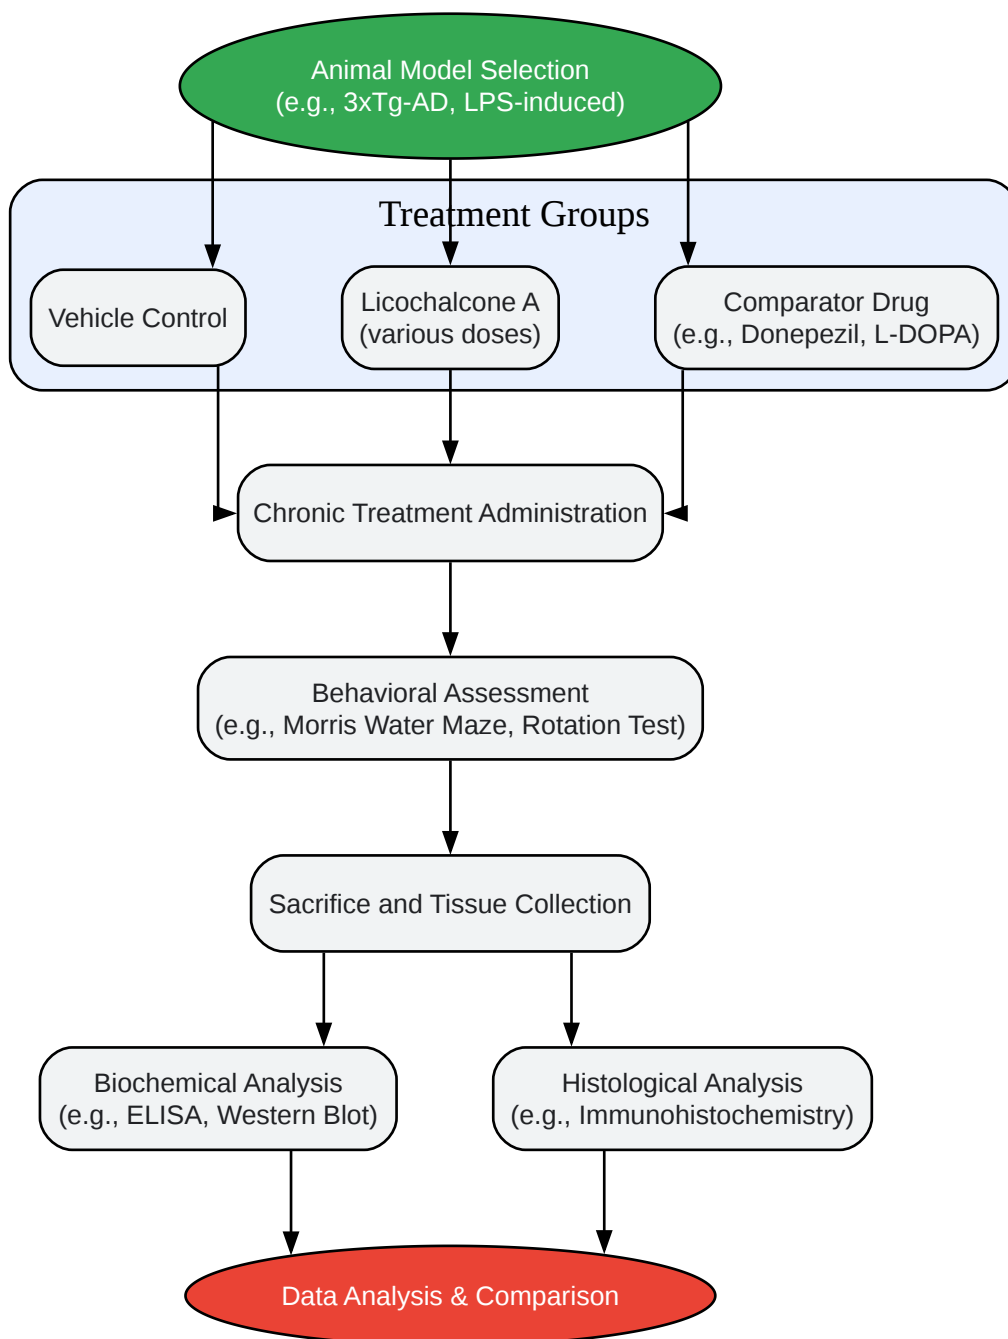 Animal Model Selection
(e.g., 3xTg-AD, LPS-induced)
Treatment Groups
Vehicle Control
Licochalcone A
(various doses)
Comparator Drug
(e.g., Donepezil, L-DOPA)
Chronic Treatment Administration
Behavioral Assessment
(e.g., Morris Water Maze, Rotation Test)
Sacrifice and Tissue Collection
Biochemical Analysis
(e.g., ELISA, Western Blot)
Histological Analysis
(e.g., Immunohistochemistry)
Data Analysis & Comparison